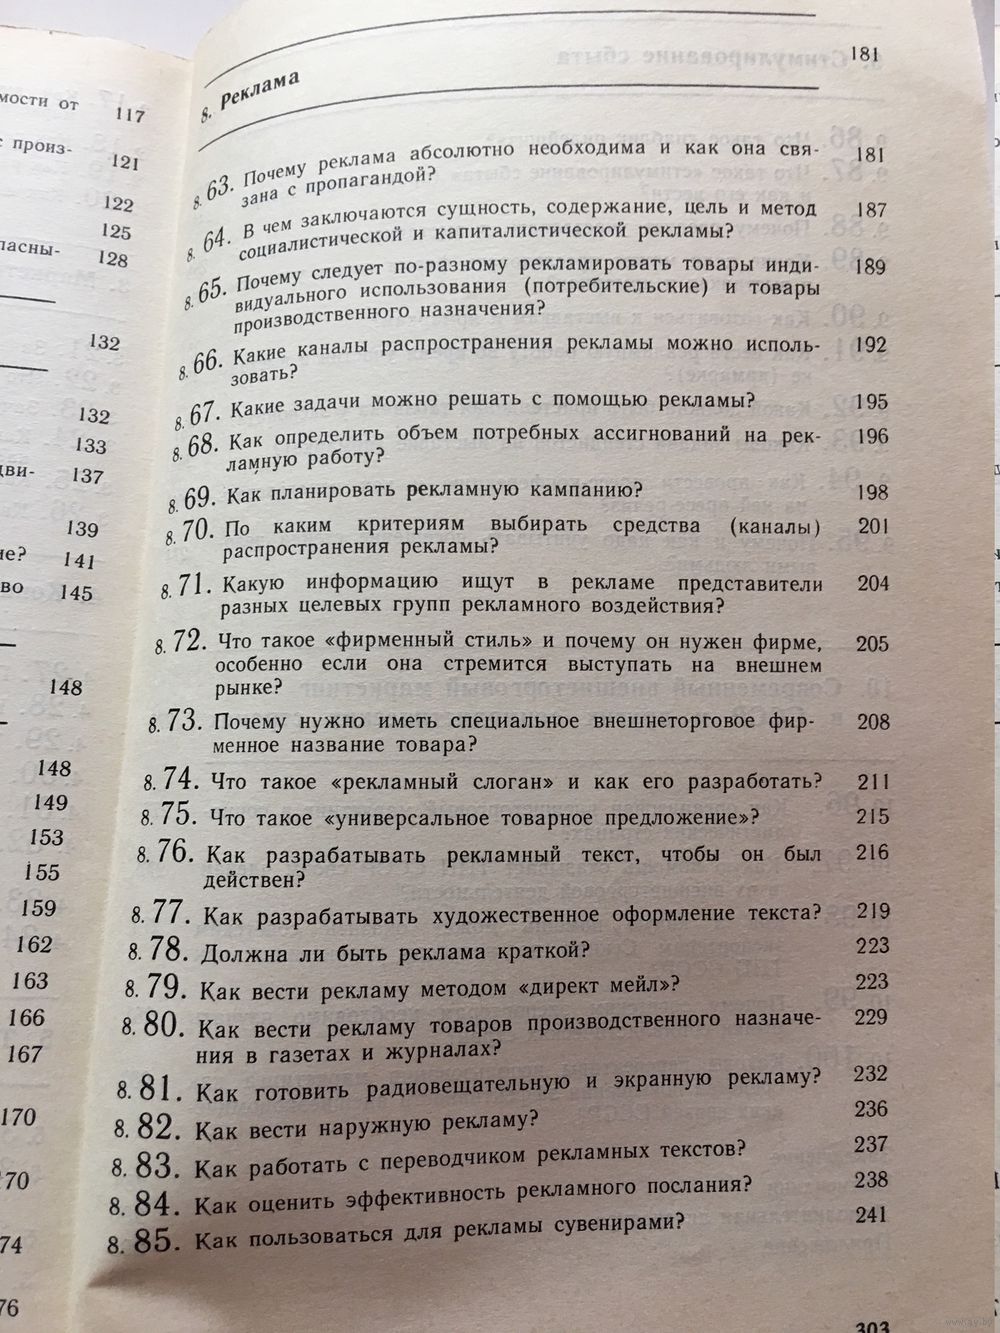 мости от
117
с произ-
121
122
125
пасны-
128
132
132
133
дви-
137
139
ие?
141
во
145
148
148
149
153
155
159
162
163
166
167
170
170
74
76
8. Реклама 181
8.63. Почему реклама абсолютно необходима и как она свя- 181
зана с пропагандой?
8.64. В чем заключаются сущность, содержание, цель и метод 187
социалистической и капиталистической рекламы?
8.65. Почему следует по-разному рекламировать товары инди- 189
видуального использования (потребительские) и товары
производственного назначения?
8.66. Какие каналы распространения рекламы можно исполь- 192
зовать?
8.67. Какие задачи можно решать с помощью рекламы? 195
8.68. Как определить объем потребных ассигнований на рек- 196
ламную работу?
8.69. Как планировать рекламную кампанию? 198
8.70. По каким критериям выбирать средства (каналы) 201
распространения рекламы?
8.71. Какую информацию ищут в рекламе представители 204
разных целевых групп рекламного воздействия?
8.72. Что такое «фирменный стиль» и почему он нужен фирме, 205
особенно если она стремится выступать на внешнем
рынке?
8.73. Почему нужно иметь специальное внешнеторговое фир- 208
менное название товара?
8.74. Что такое «рекламный слоган» и как его разработать? 211
8.75. Что такое «универсальное товарное предложение»? 215
8.76. Как разрабатывать рекламный текст, чтобы он был 216
действен?
8.77. Как разрабатывать художественное оформление текста? 219
8.78. Должна ли быть реклама краткой? 223
8.79. Как вести рекламу методом «директ мейл»? 223
8.80. Как вести рекламу товаров производственного назначе- 229
ния в газетах и журналах?
8.81. Как готовить радиовещательную и экранную рекламу? 232
8.82. Как вести наружную рекламу? 236
8.83. Как работать с переводчиком рекламных текстов? 237
8.84. Как оценить эффективность рекламного послания? 238
8.85. Как пользоваться для рекламы сувенирами? 241
303